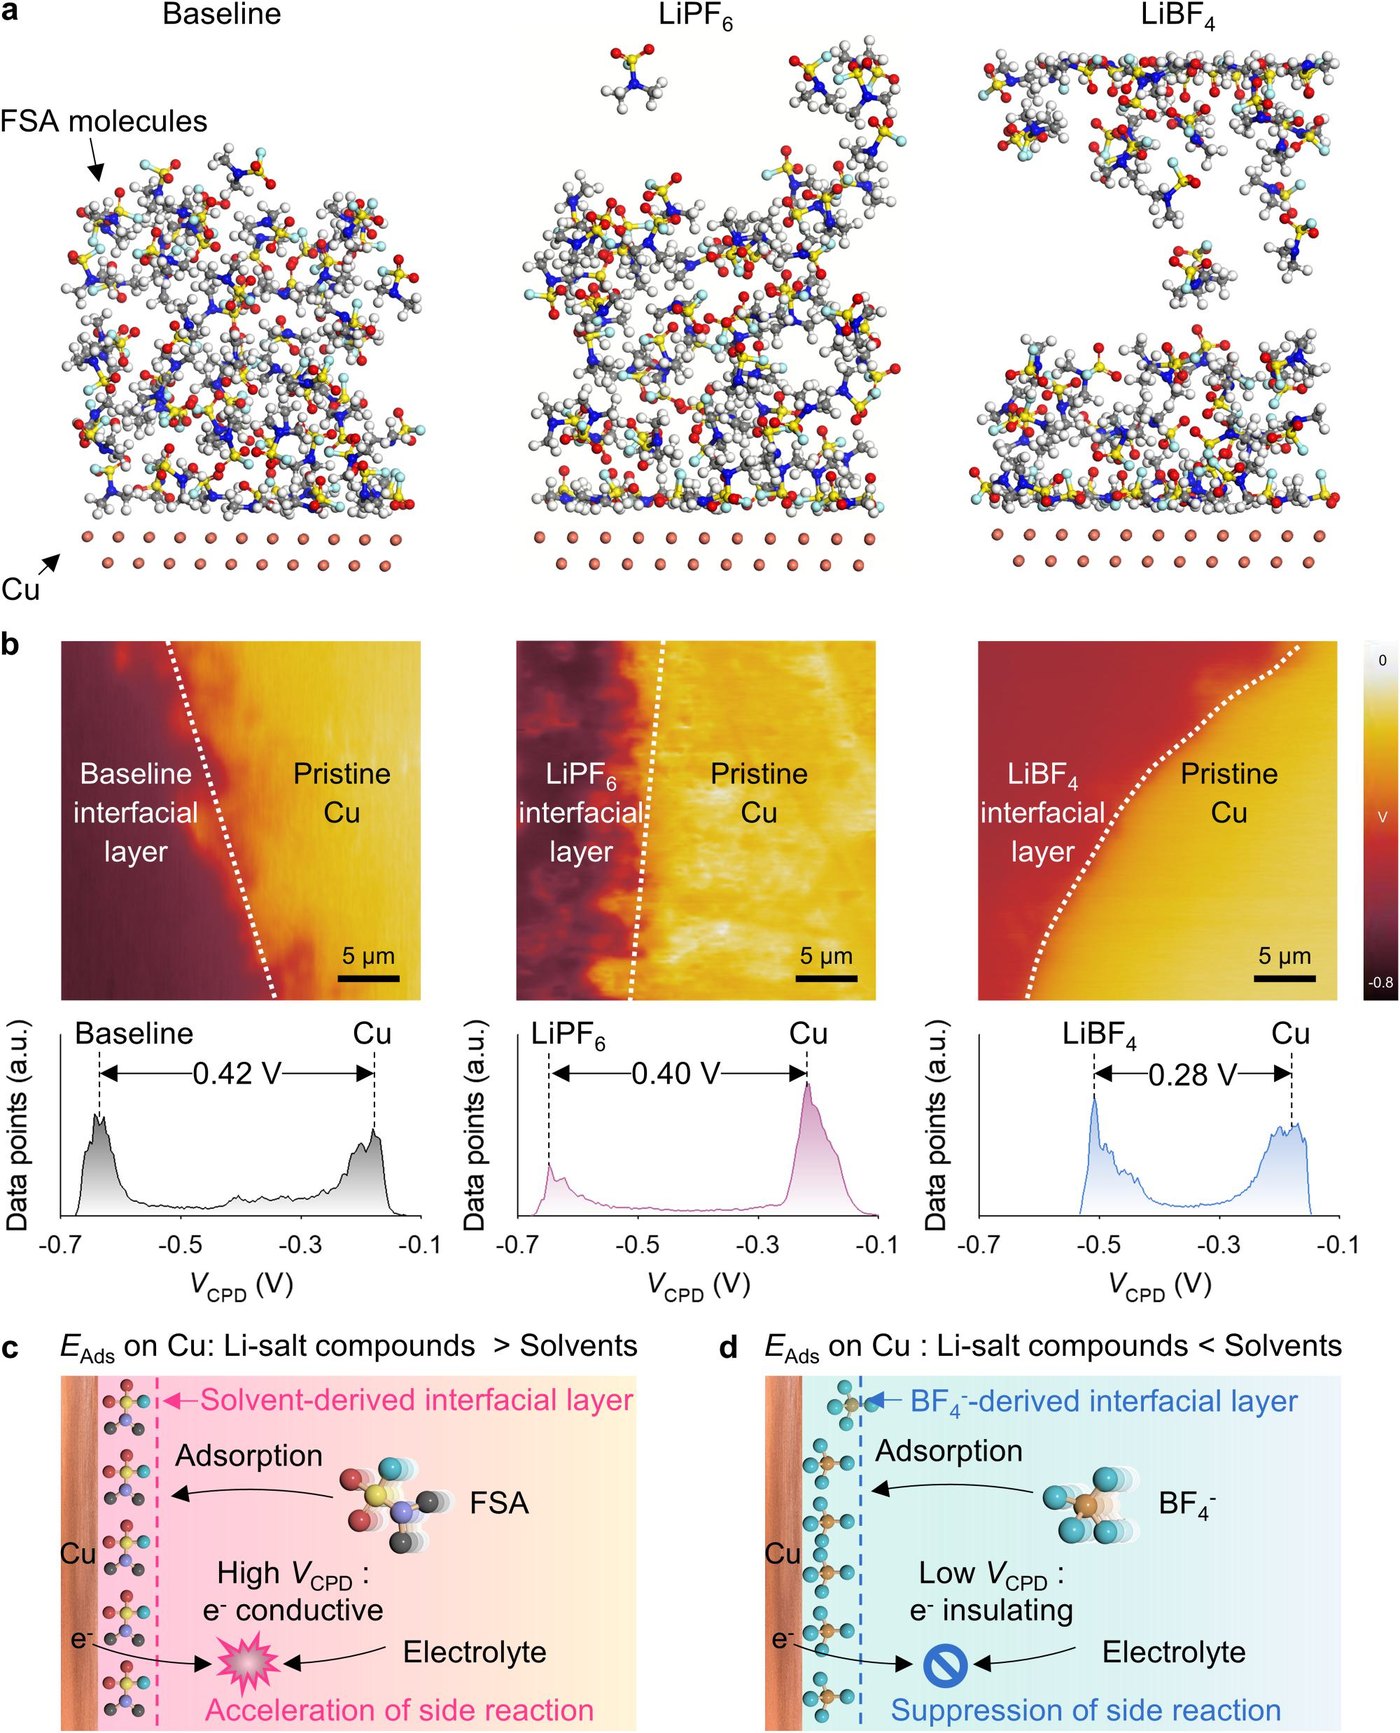 a
Baseline
LiPF6
LiBF4
FSA molecules
Cu
b
Baseline
interfacial
layer
Pristine
Cu
5 µm
LiPF6
interfacial
layer
Pristine
Cu
5 µm
LiBF4
interfacial
layer
Pristine
Cu
5 µm
0
V
-0.8
Data points (a.u.)
Baseline
Cu
0.42 V
-0.7 -0.5 -0.3 -0.1
VCPD (V)
Data points (a.u.)
LiPF6
Cu
0.40 V
-0.7 -0.5 -0.3 -0.1
VCPD (V)
Data points (a.u.)
LiBF4
Cu
0.28 V
-0.7 -0.5 -0.3 -0.1
VCPD (V)
c
EAds on Cu: Li-salt compounds > Solvents
Solvent-derived interfacial layer
Adsorption
FSA
Cu
High VCPD :
e- conductive
e-
Electrolyte
Acceleration of side reaction
d
EAds on Cu : Li-salt compounds < Solvents
BF4--derived interfacial layer
Adsorption
BF4-
Cu
Low VCPD :
e- insulating
e-
Electrolyte
Suppression of side reaction